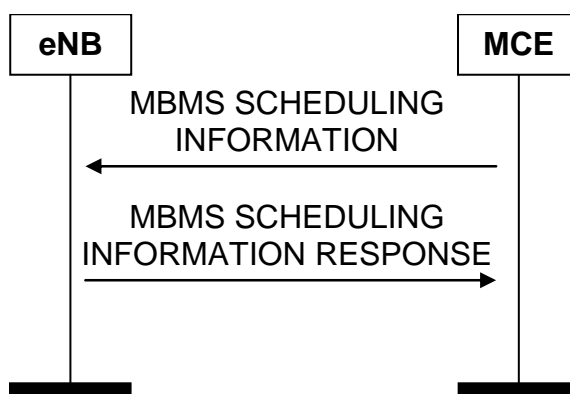 eNB
MCE
MBMS SCHEDULING
INFORMATION
MBMS SCHEDULING
INFORMATION RESPONSE